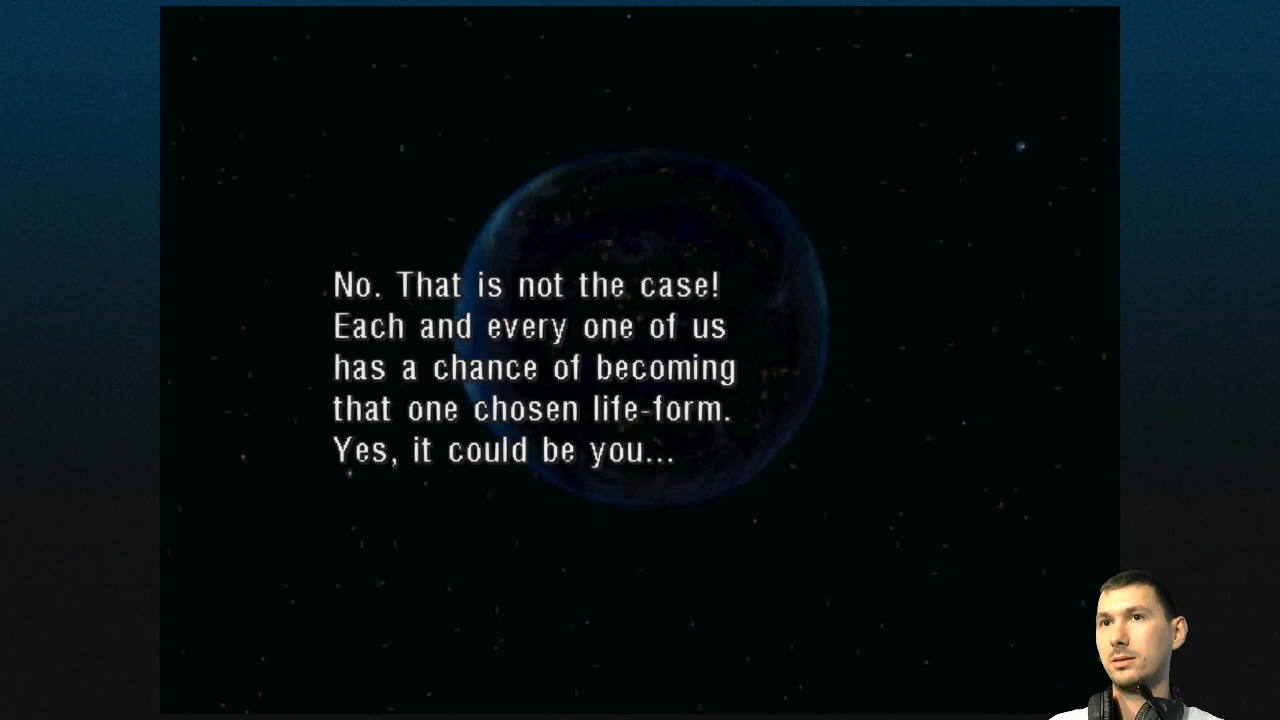 No. That is not the case!
Each and every one of us
has a chance of becoming
that one chosen life-form.
Yes, it could be you...